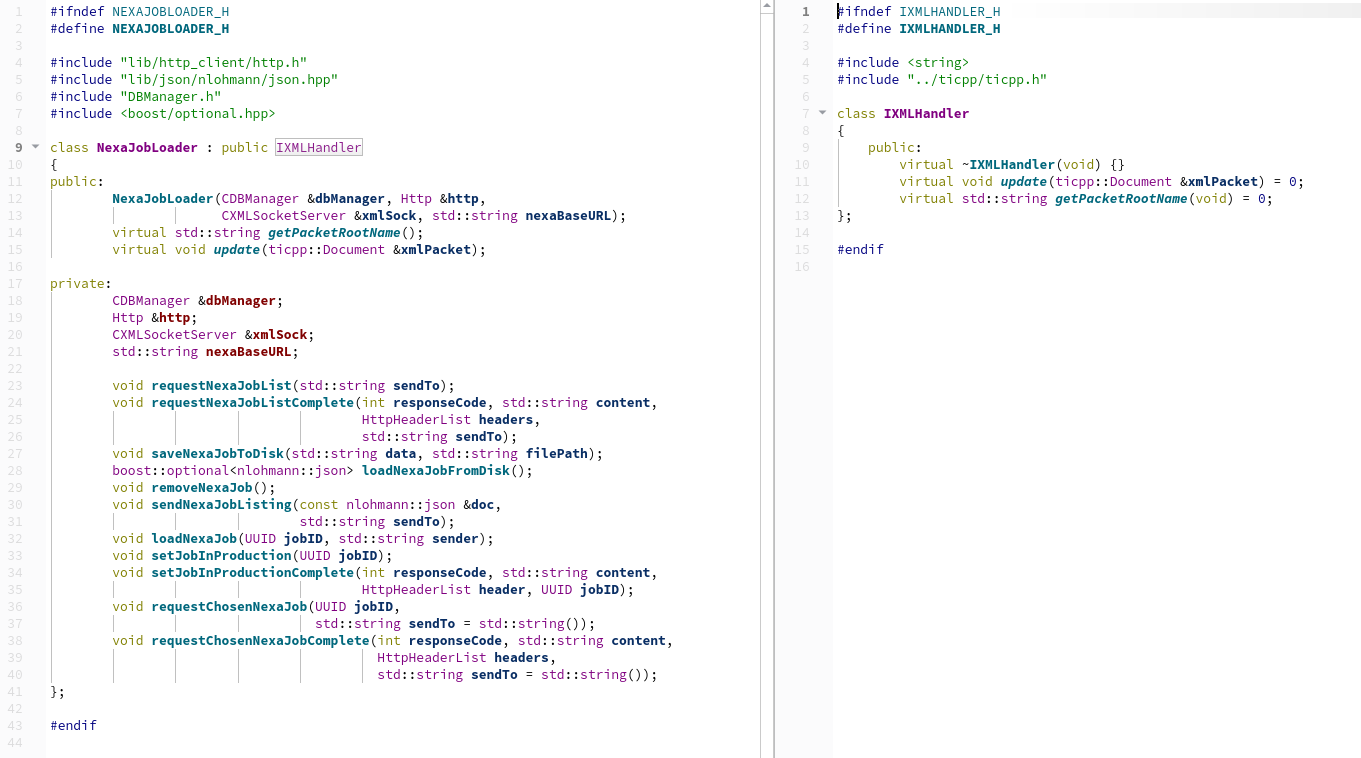 1 #ifndef NEXAJOBLOADER_H
2 #define NEXAJOBLOADER_H
3
4 #include "lib/http_client/http.h"
5 #include "lib/json/nlohmann/json.hpp"
6 #include "DBManager.h"
7 #include <boost/optional.hpp>
8
9 class NexaJobLoader : public IXMLHandler
10 {
11 public:
12 NexaJobLoader(CDBManager &dbManager, Http &http,
13 CXMLSocketServer &xmlSock, std::string nexaBaseURL);
14 virtual std::string getPacketRootName();
15 virtual void update(ticpp::Document &xmlPacket);
16
17 private:
18 CDBManager &dbManager;
19 Http &http;
20 CXMLSocketServer &xmlSock;
21 std::string nexaBaseURL;
22
23 void requestNexaJobList(std::string sendTo);
24 void requestNexaJobListComplete(int responseCode, std::string content,
25 HttpHeaderList headers,
26 std::string sendTo);
27 void saveNexaJobToDisk(std::string data, std::string filePath);
28 boost::optional<nlohmann::json> loadNexaJobFromDisk();
29 void removeNexaJob();
30 void sendNexaJobListing(const nlohmann::json &doc,
31 std::string sendTo);
32 void loadNexaJob(UUID jobID, std::string sender);
33 void setJobInProduction(UUID jobID);
34 void setJobInProductionComplete(int responseCode, std::string content,
35 HttpHeaderList header, UUID jobID);
36 void requestChosenNexaJob(UUID jobID,
37 std::string sendTo = std::string());
38 void requestChosenNexaJobComplete(int responseCode, std::string content,
39 HttpHeaderList headers,
40 std::string sendTo = std::string());
41 };
42
43 #endif
44
1 #ifndef IXMLHANDLER_H
2 #define IXMLHANDLER_H
3
4 #include <string>
5 #include "../ticpp/ticpp.h"
6
7 class IXMLHandler
8 {
9 public:
10 virtual ~IXMLHandler(void) {}
11 virtual void update(ticpp::Document &xmlPacket) = 0;
12 virtual std::string getPacketRootName(void) = 0;
13 };
14
15 #endif
16